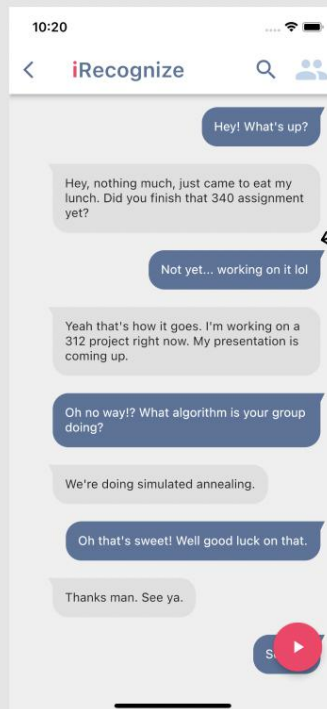 10:20
iRecognize
Hey! What's up?
Hey, nothing much, just came to eat my
lunch. Did you finish that 340 assignment
yet?
Not yet... working on it lol
Yeah that's how it goes. I'm working on a
312 project right now. My presentation is
coming up.
Oh no way!? What algorithm is your group
doing?
We're doing simulated annealing.
Oh that's sweet! Well good luck on that.
Thanks man. See ya.